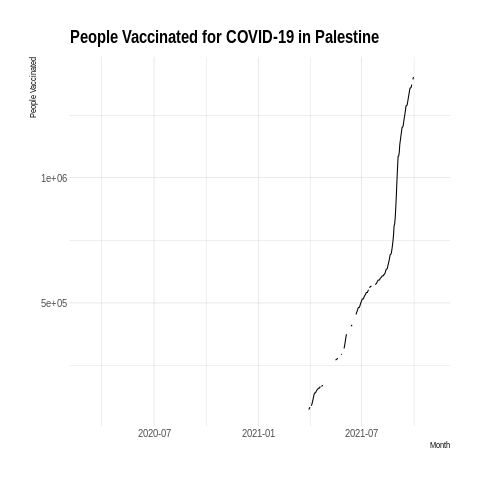 People Vaccinated for COVID-19 in Palestine
People Vaccinated
1e+06
5e+05
2020-07
2021-01
2021-07
Month